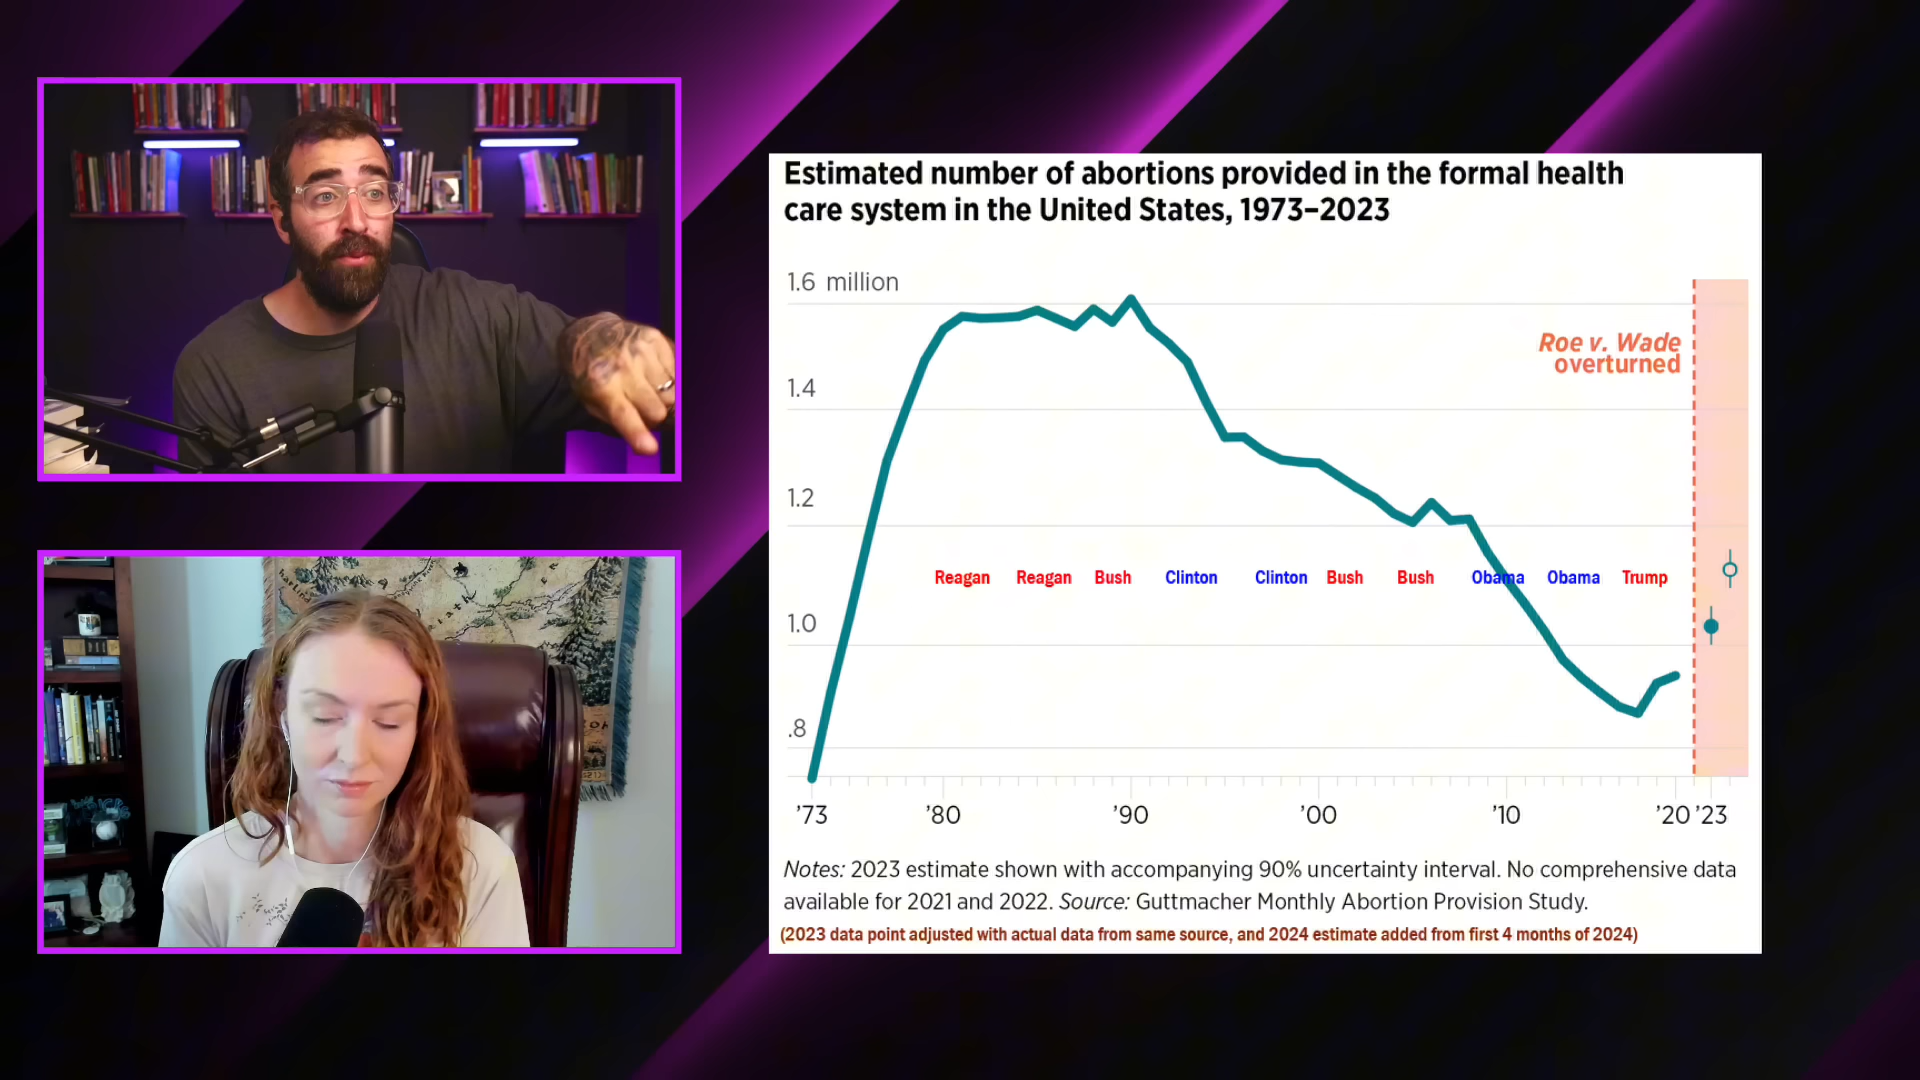 Estimated number of abortions provided in the formal health
care system in the United States, 1973–2023
1.6 million
Roe v. Wade
overturned
1.4
1.2
Reagan Reagan Bush Clinton Clinton Bush Bush Obama Obama Trump
1.0
.8
’73 ’80 ’90 ’00 ’10 ’20 ’23
Notes: 2023 estimate shown with accompanying 90% uncertainty interval. No comprehensive data
available for 2021 and 2022. Source: Guttmacher Monthly Abortion Provision Study.
(2023 data point adjusted with actual data from same source, and 2024 estimate added from first 4 months of 2024)